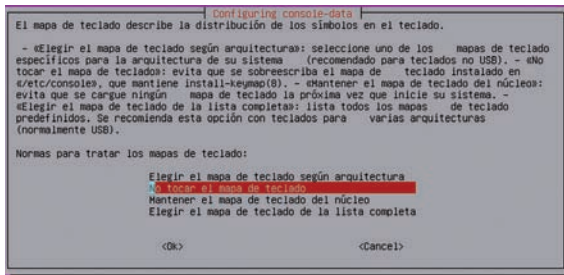 Configuring console-data
El mapa de teclado describe la distribución de los símbolos en el teclado.
- «Elegir el mapa de teclado según arquitectura»: seleccione uno de los mapas de teclado
específicos para la arquitectura de su sistema (recomendado para teclados no USB). - «No
tocar el mapa de teclado»: evita que se sobreescriba el mapa de teclado instalado en
«/etc/console», que mantiene install-keymap(8). - «Mantener el mapa de teclado del núcleo»:
evita que se cargue ningún mapa de teclado la próxima vez que inicie su sistema. -
«Elegir el mapa de teclado de la lista completa»: lista todos los mapas de teclado
predefinidos. Se recomienda esta opción con teclados para varias arquitecturas
(normalmente USB).
Normas para tratar los mapas de teclado:
Elegir el mapa de teclado según arquitectura
No tocar el mapa de teclado
Mantener el mapa de teclado del núcleo
Elegir el mapa de teclado de la lista completa
<Ok> <Cancel>